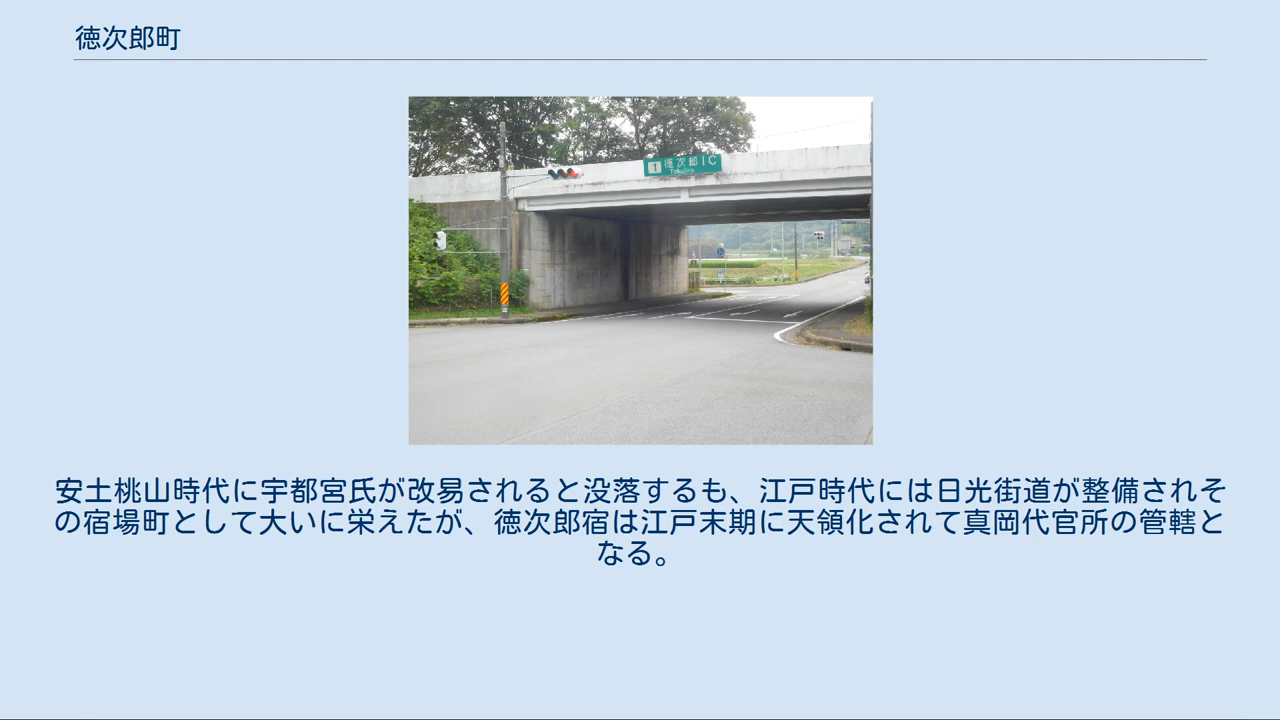 徳次郎町
1 徳次郎IC
Tokujira
安土桃山時代に宇都宮氏が改易されると没落するも、江戸時代には日光街道が整備されそ
の宿場町として大いに栄えたが、徳次郎宿は江戸末期に天領化されて真岡代官所の管轄と
なる。